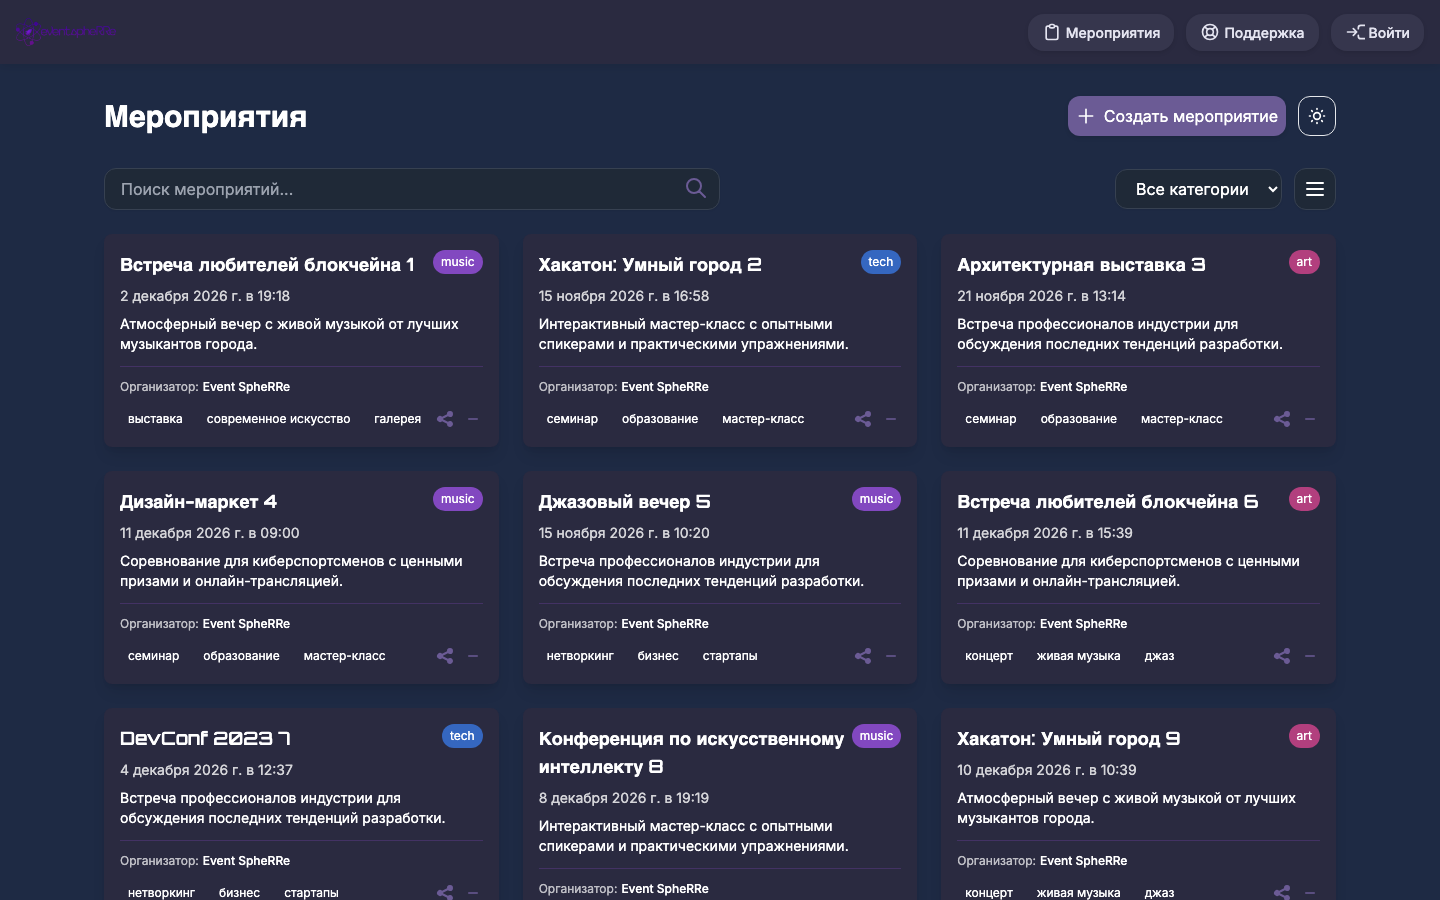 Мероприятия
Поддержка
Войти
Мероприятия
Создать мероприятие
Поиск мероприятий...
Все категории
Встреча любителей блокчейна 1
music
2 декабря 2026 г. в 19:18
Атмосферный вечер с живой музыкой от лучших
музыкантов города.
Организатор: Event SpheRRe
выставка современное искусство галерея
Хакатон: Умный город 2
tech
15 ноября 2026 г. в 16:58
Интерактивный мастер-класс с опытными
спикерами и практическими упражнениями.
Организатор: Event SpheRRe
семинар образование мастер-класс
Архитектурная выставка 3
art
21 ноября 2026 г. в 13:14
Встреча профессионалов индустрии для
обсуждения последних тенденций разработки.
Организатор: Event SpheRRe
семинар образование мастер-класс
Дизайн-маркет 4
music
11 декабря 2026 г. в 09:00
Соревнование для киберспортсменов с ценными
призами и онлайн-трансляцией.
Организатор: Event SpheRRe
семинар образование мастер-класс
Джазовый вечер 5
music
15 ноября 2026 г. в 10:20
Встреча профессионалов индустрии для
обсуждения последних тенденций разработки.
Организатор: Event SpheRRe
нетворкинг бизнес стартапы
Встреча любителей блокчейна 6
art
11 декабря 2026 г. в 15:39
Соревнование для киберспортсменов с ценными
призами и онлайн-трансляцией.
Организатор: Event SpheRRe
концерт живая музыка джаз
DevConf 2023 7
tech
4 декабря 2026 г. в 12:37
Встреча профессионалов индустрии для
обсуждения последних тенденций разработки.
Организатор: Event SpheRRe
нетворкинг бизнес стартапы
Конференция по искусственному
интеллекту 8
music
8 декабря 2026 г. в 19:19
Интерактивный мастер-класс с опытными
спикерами и практическими упражнениями.
Организатор: Event SpheRRe
Хакатон: Умный город 9
art
10 декабря 2026 г. в 10:39
Атмосферный вечер с живой музыкой от лучших
музыкантов города.
Организатор: Event SpheRRe
концерт живая музыка джаз